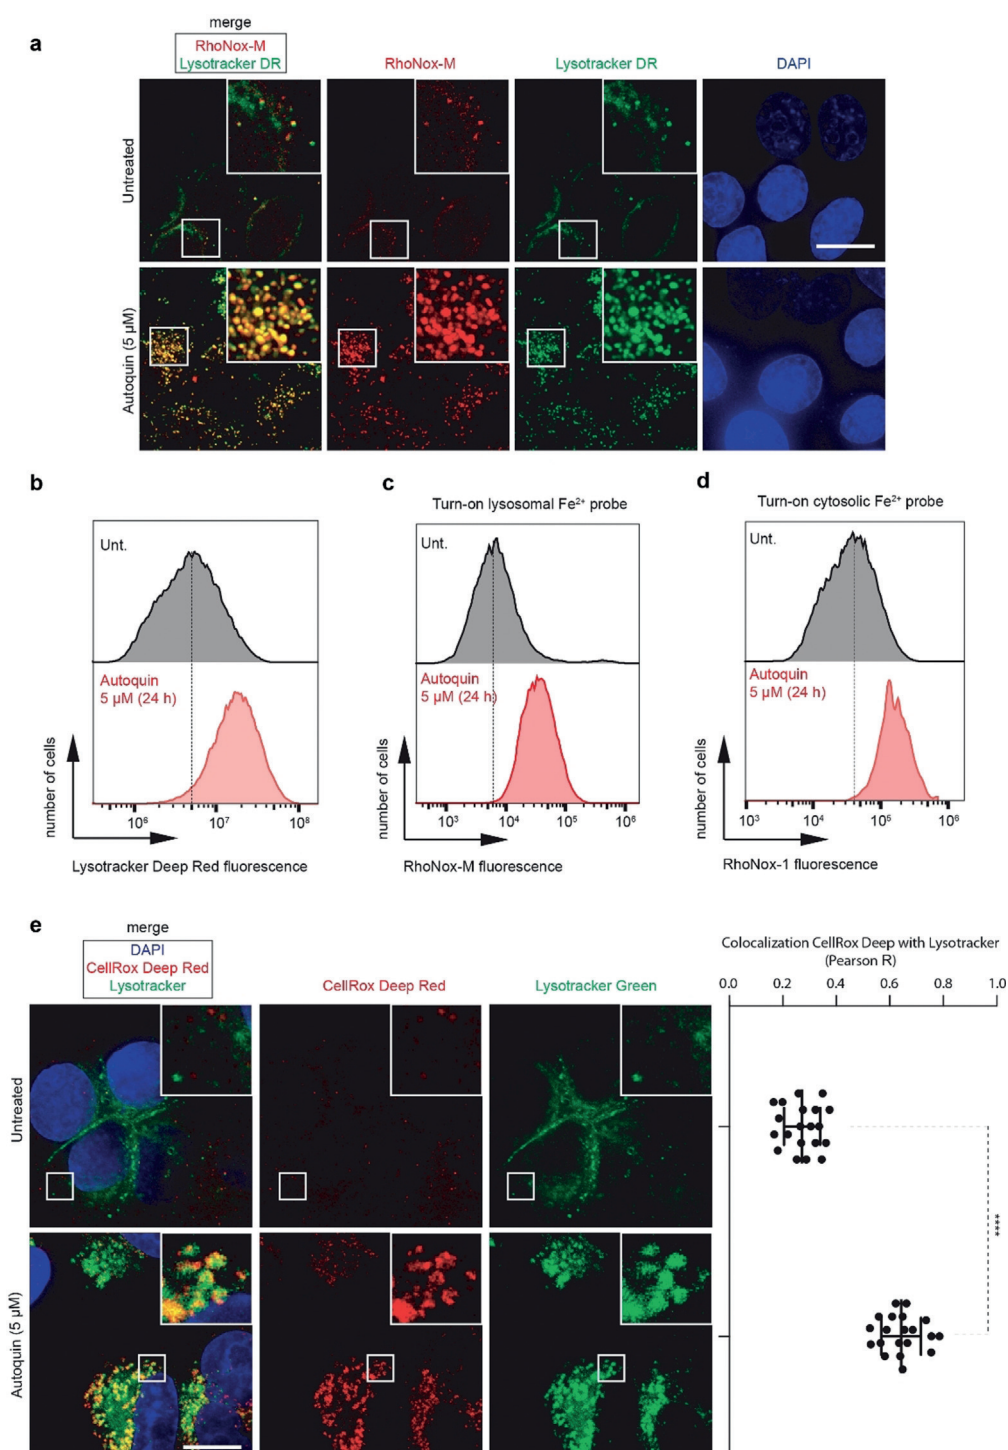 a
merge
RhoNox-M
Lysotracker DR
RhoNox-M
Lysotracker DR
DAPI
Untreated
Autoquin (5 µM)
b
c
d
Turn-on lysosomal Fe²⁺ probe
Turn-on cytosolic Fe²⁺ probe
Unt.
Unt.
Unt.
Autoquin
5 µM (24 h)
Autoquin
5 µM (24 h)
Autoquin
5 µM (24 h)
number of cells
number of cells
number of cells
10⁶ 10⁷ 10⁸
10³ 10⁴ 10⁵ 10⁶
10³ 10⁴ 10⁵ 10⁶
Lysotracker Deep Red fluorescence
RhoNox-M fluorescence
RhoNox-1 fluorescence
e
merge
DAPI
CellRox Deep Red
Lysotracker
CellRox Deep Red
Lysotracker Green
Colocalization CellRox Deep with Lysotracker
(Pearson R)
0.0 0.2 0.4 0.6 0.8 1.0
Untreated
Autoquin (5 µM)
****